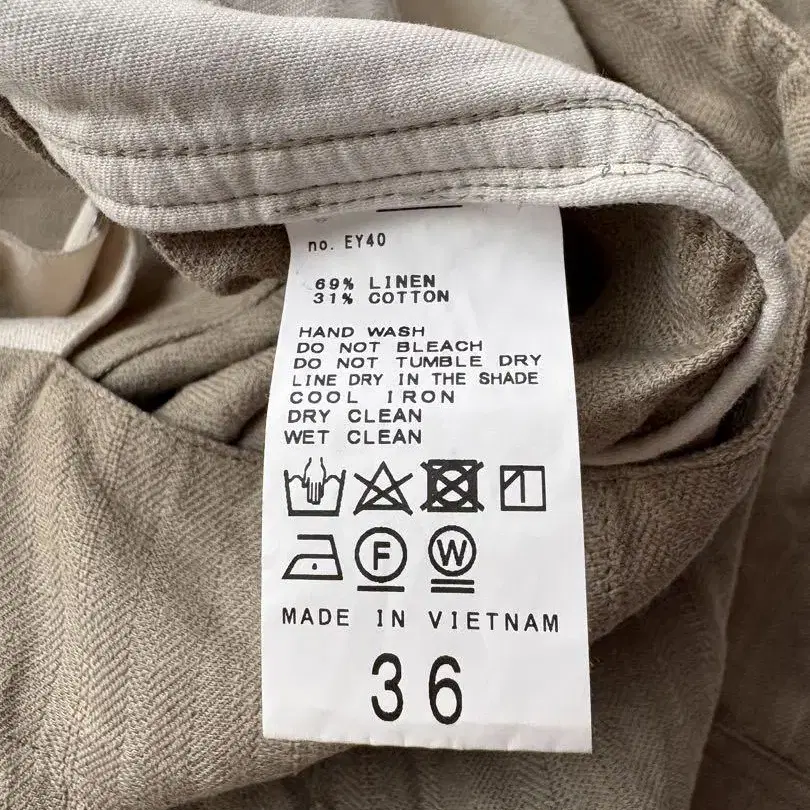 no. EY40
69% LINEN
31% COTTON
HAND WASH
DO NOT BLEACH
DO NOT TUMBLE DRY
LINE DRY IN THE SHADE
COOL IRON
DRY CLEAN
WET CLEAN
F W
MADE IN VIETNAM
36